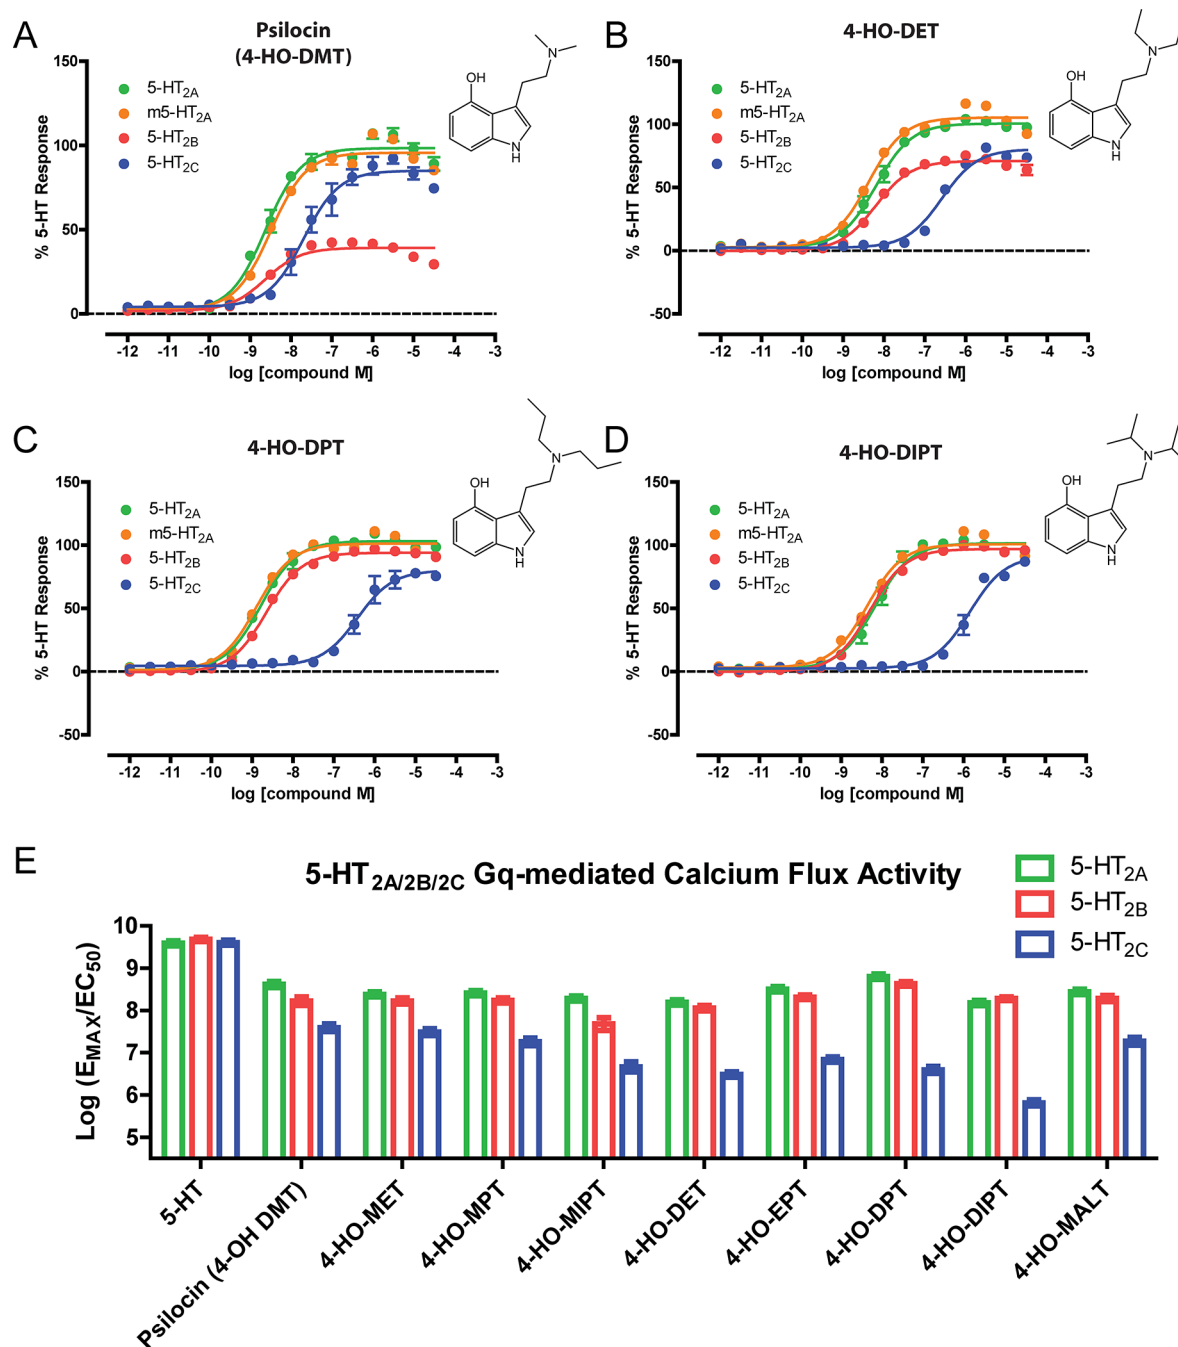 A
Psilocin
(4-HO-DMT)
150
100
50
0
% 5-HT Response
5-HT2A
m5-HT2A
5-HT2B
5-HT2C
OH
N
N
H
-12 -11 -10 -9 -8 -7 -6 -5 -4 -3
log [compound M]
B
4-HO-DET
150
100
50
0
-50
% 5-HT Response
5-HT2A
m5-HT2A
5-HT2B
5-HT2C
OH
N
N
H
-12 -11 -10 -9 -8 -7 -6 -5 -4 -3
log [compound M]
C
4-HO-DPT
150
100
50
0
-50
% 5-HT Response
5-HT2A
m5-HT2A
5-HT2B
5-HT2C
OH
N
N
H
-12 -11 -10 -9 -8 -7 -6 -5 -4 -3
log [compound M]
D
4-HO-DIPT
150
100
50
0
-50
% 5-HT Response
5-HT2A
m5-HT2A
5-HT2B
5-HT2C
OH
N
N
H
-12 -11 -10 -9 -8 -7 -6 -5 -4 -3
log [compound M]
E
5-HT2A/2B/2C Gq-mediated Calcium Flux Activity
5-HT2A
5-HT2B
5-HT2C
10
9
8
7
6
5
Log (EMAX/EC50)
5-HT
Psilocin (4-OH DMT)
4-HO-MET
4-HO-MPT
4-HO-MIPT
4-HO-DET
4-HO-EPT
4-HO-DPT
4-HO-DIPT
4-HO-MALT